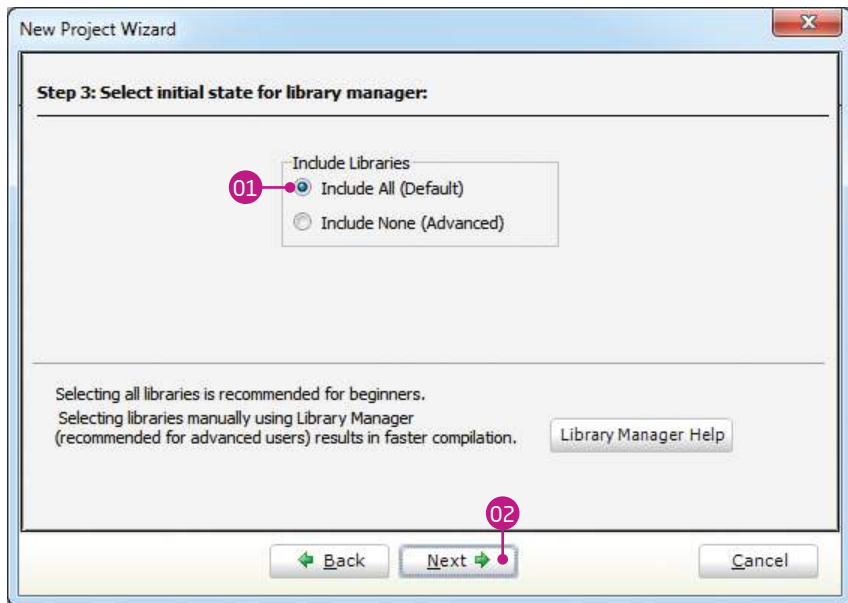 New Project Wizard
Step 3: Select initial state for library manager:
Include Libraries
01
Include All (Default)
Include None (Advanced)
Selecting all libraries is recommended for beginners.
Selecting libraries manually using Library Manager
(recommended for advanced users) results in faster compilation.
Library Manager Help
02
Back
Next
Cancel